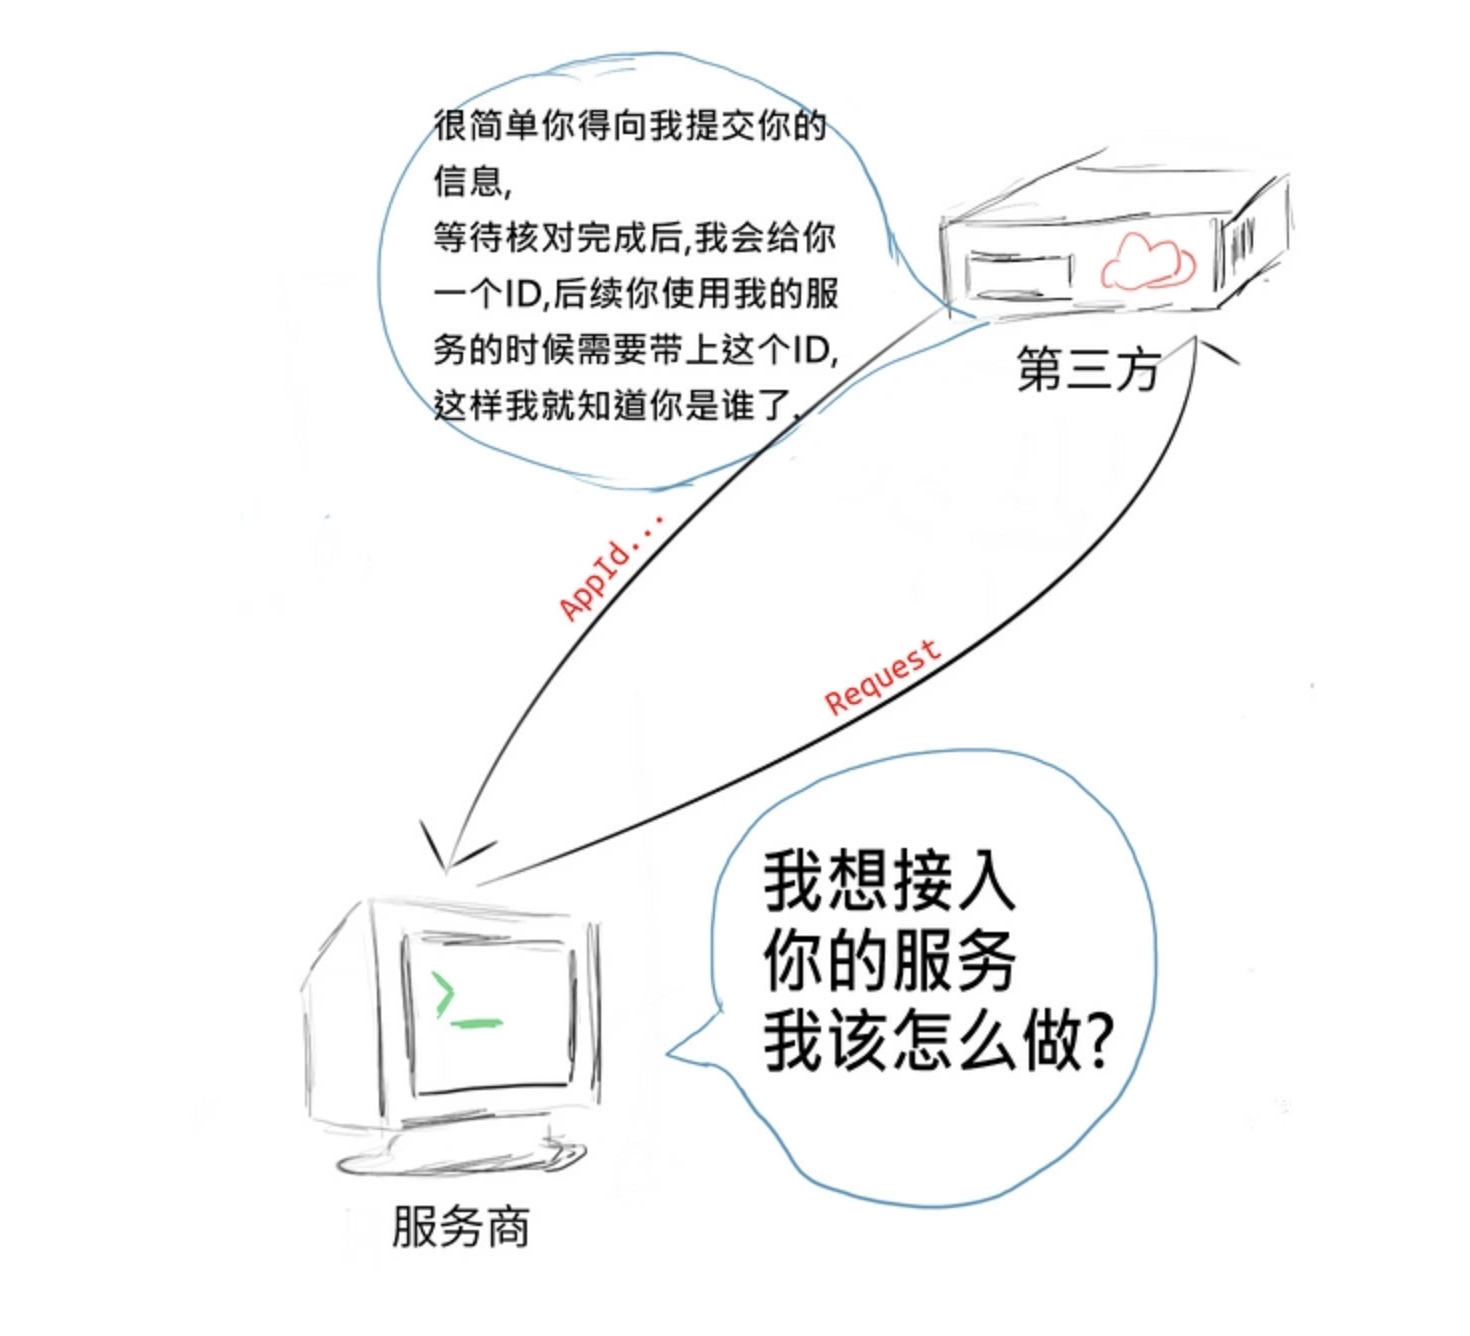 很简单你得向我提交你的
信息,
等待核对完成后,我会给你
一个ID,后续你使用我的服
务的时候需要带上这个ID,
这样我就知道你是谁了.
第三方
AppId...
Request
我想接入
你的服务
我该怎么做?
服务商